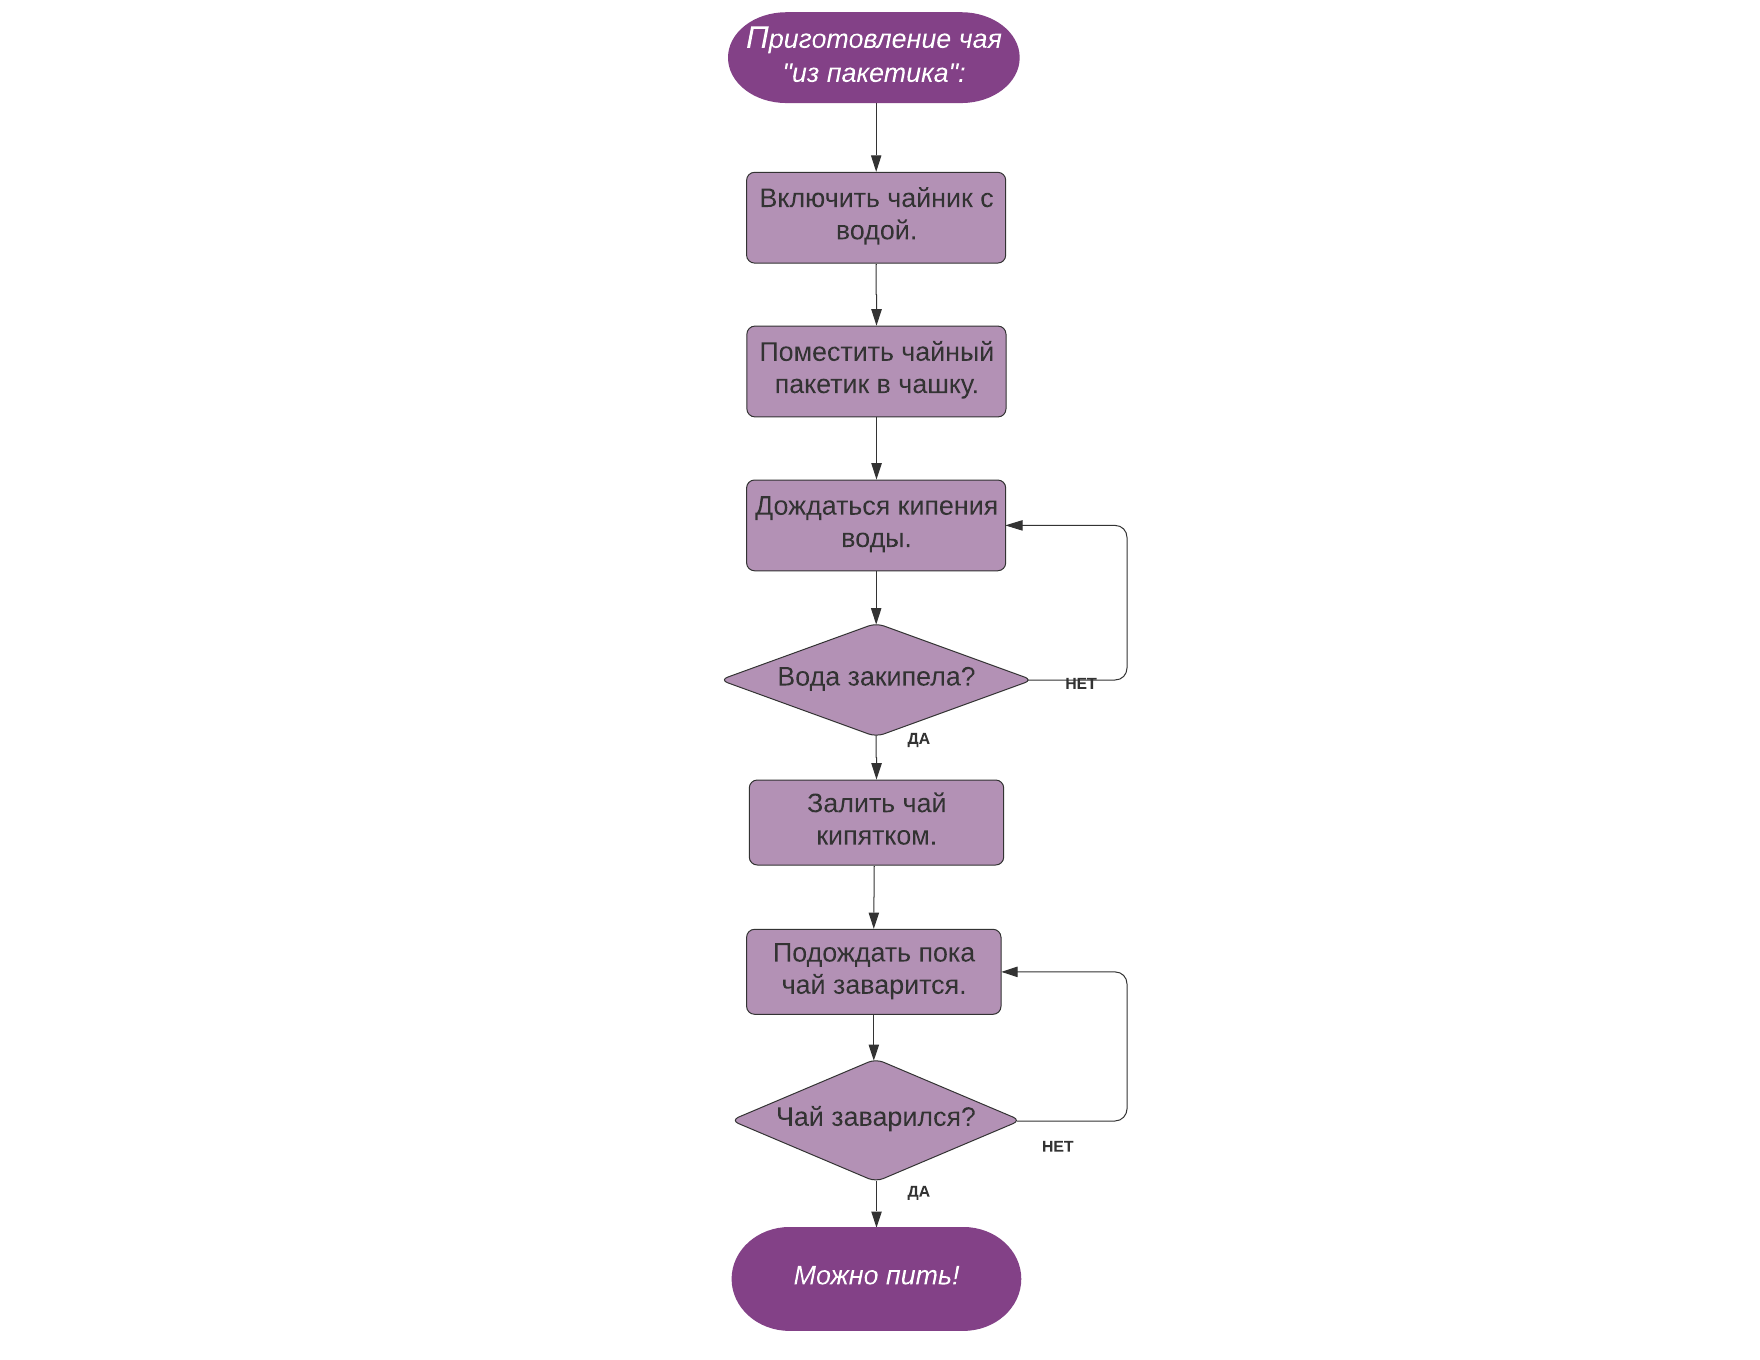 Приготовление чая
"из пакетика":
Включить чайник с
водой.
Поместить чайный
пакетик в чашку.
Дождаться кипения
воды.
Вода закипела?
НЕТ
ДА
Залить чай
кипятком.
Подождать пока
чай заварится.
Чай заварился?
НЕТ
ДА
Можно пить!